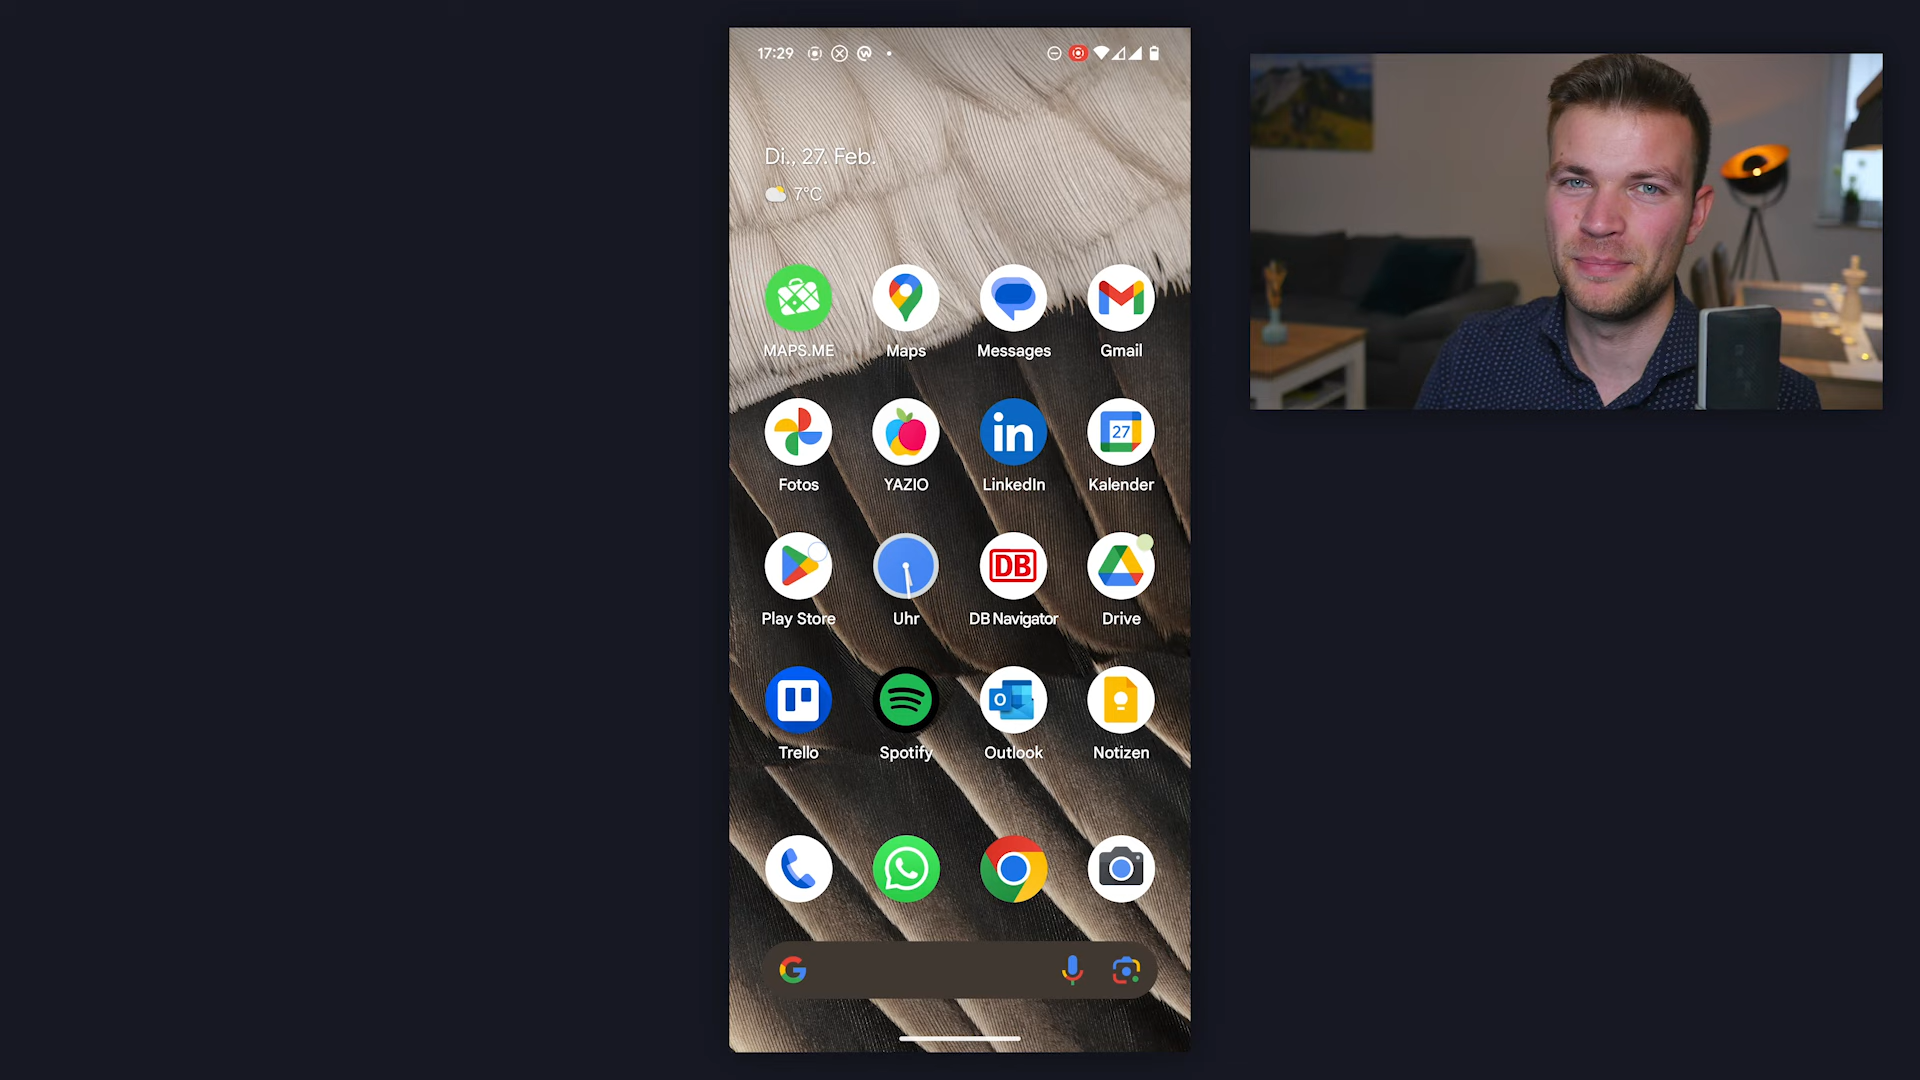 17:29
Di., 27. Feb.
7°C
MAPS.ME Maps Messages Gmail
27
Fotos YAZIO LinkedIn Kalender
in
DB
Play Store Uhr DB Navigator Drive
O
Trello Spotify Outlook Notizen
G